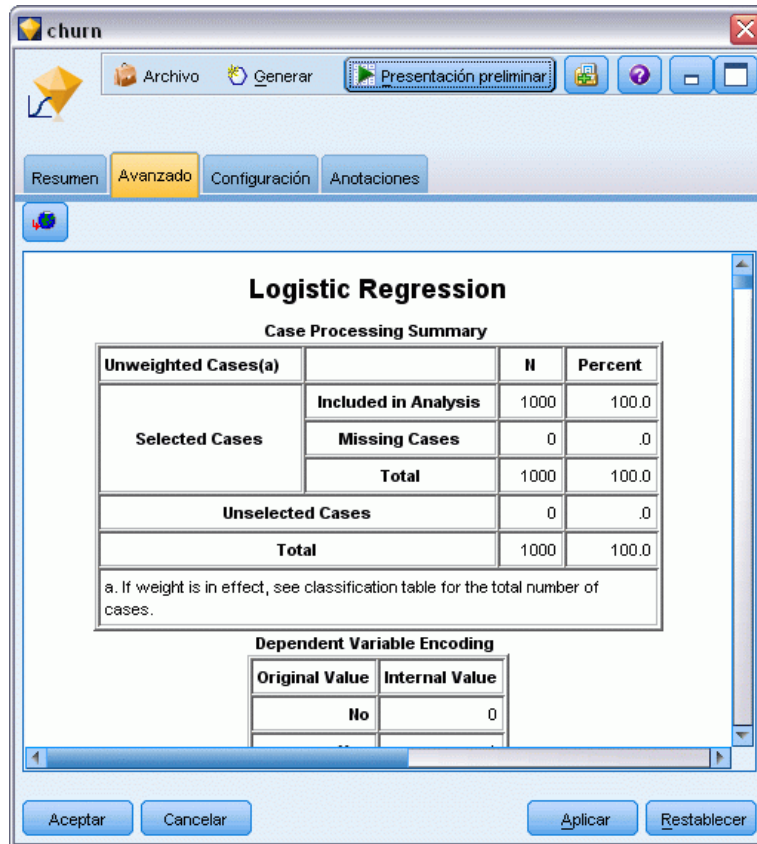 churn
Archivo Generar Presentación preliminar
Resumen Avanzado Configuración Anotaciones
Logistic Regression
Case Processing Summary
Unweighted Cases(a) N Percent
Selected Cases Included in Analysis 1000 100.0
Missing Cases 0 .0
Total 1000 100.0
Unselected Cases 0 .0
Total 1000 100.0
a. If weight is in effect, see classification table for the total number of
cases.
Dependent Variable Encoding
Original Value Internal Value
No 0
Aceptar Cancelar Aplicar Restablecer